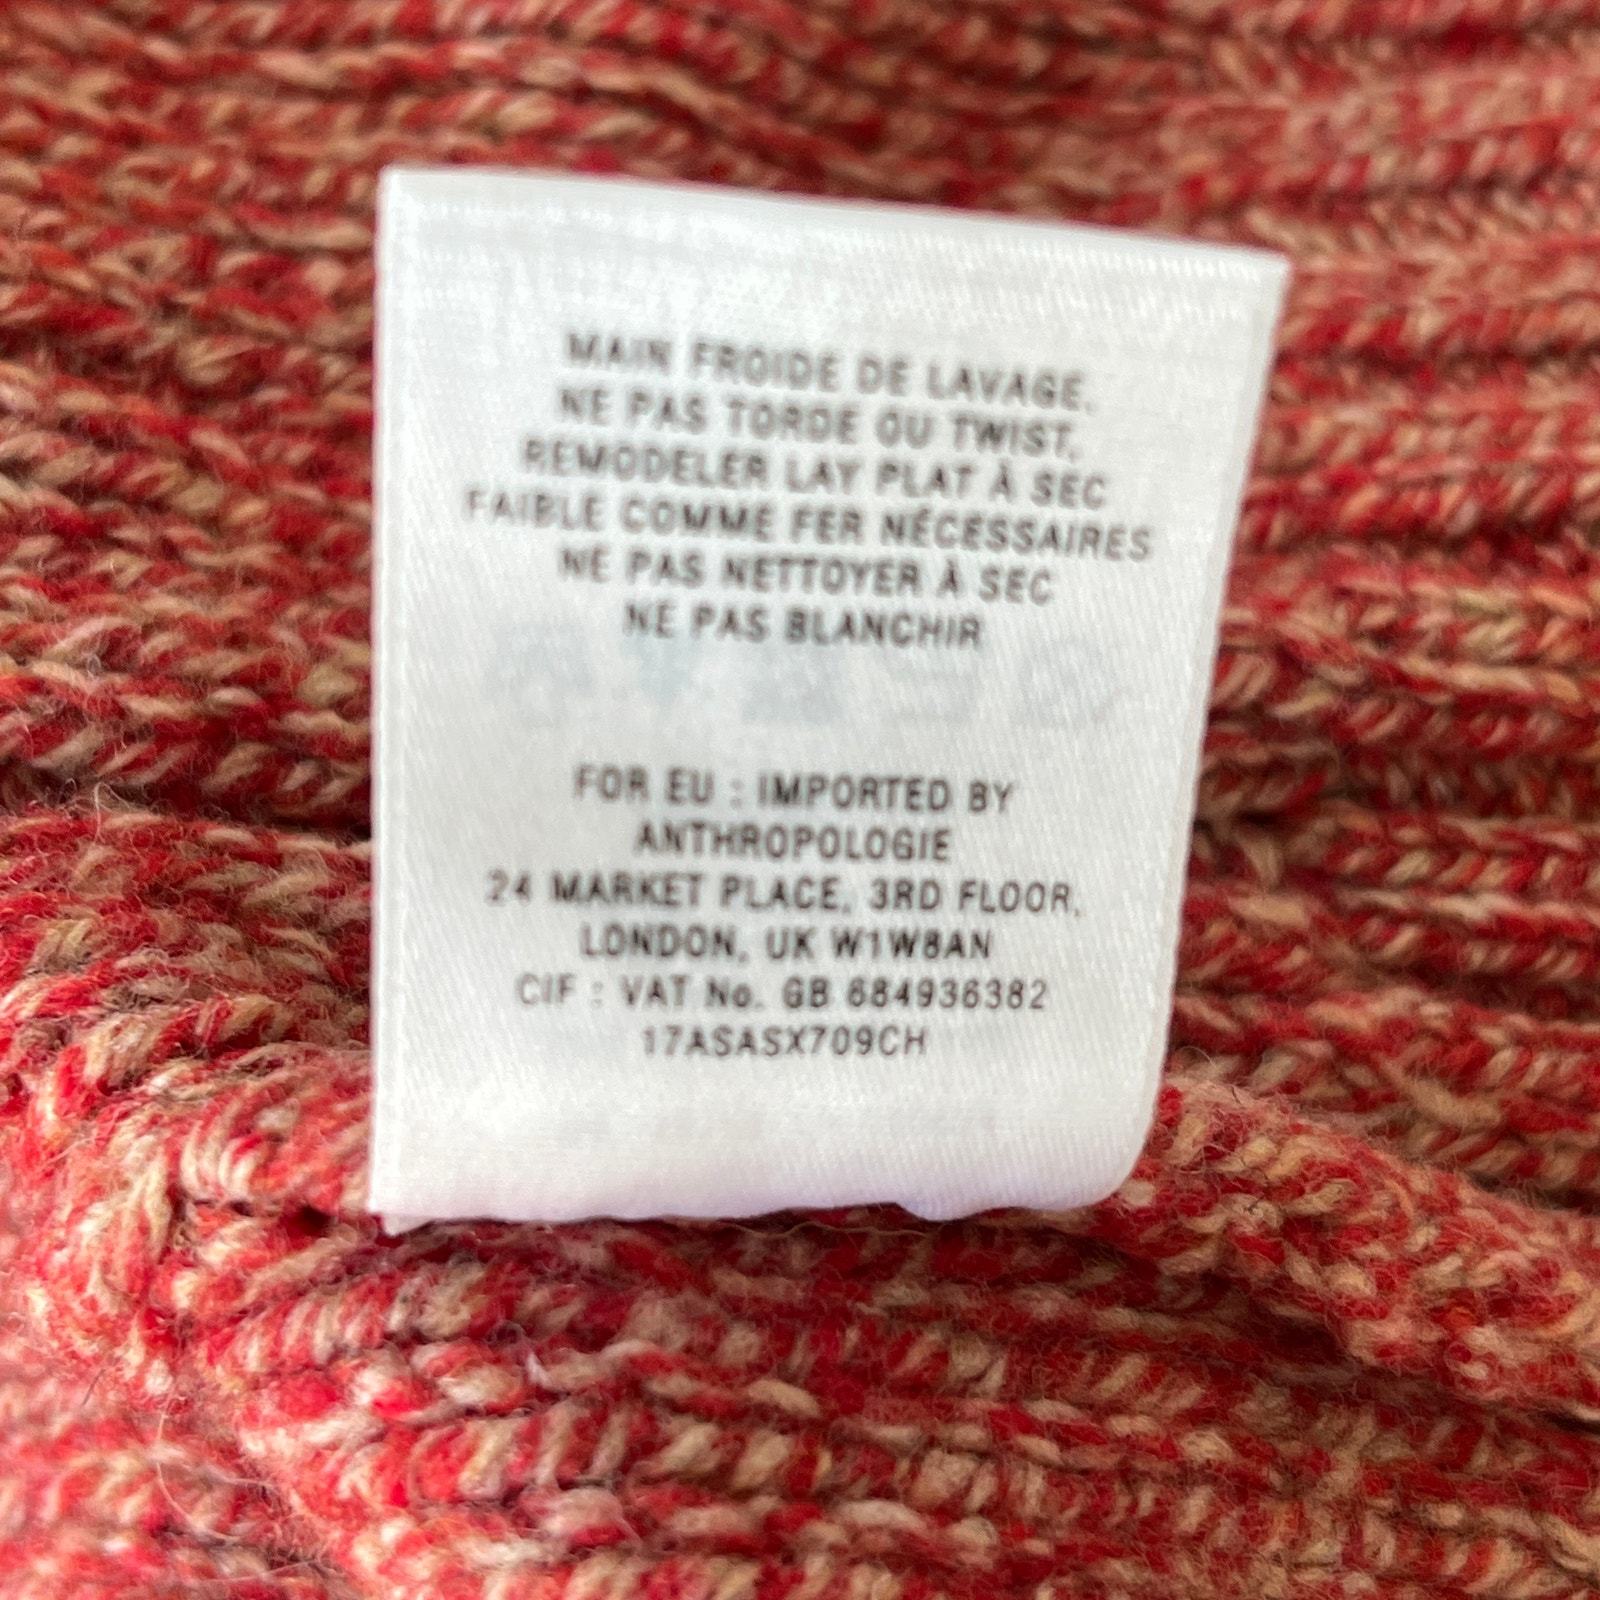 MAIN FROIDE DE LAVAGE,
NE PAS TORDE OU TWIST,
REMODELER LAY PLAT À SEC
FAIBLE COMME FER NÉCESSAIRES
NE PAS NETTOYER À SEC
NE PAS BLANCHIR
FOR EU : IMPORTED BY
ANTHROPOLOGIE
24 MARKET PLACE, 3RD FLOOR,
LONDON, UK W1W8AN
CIF : VAT No. GB 684936382
17ASASX709CH